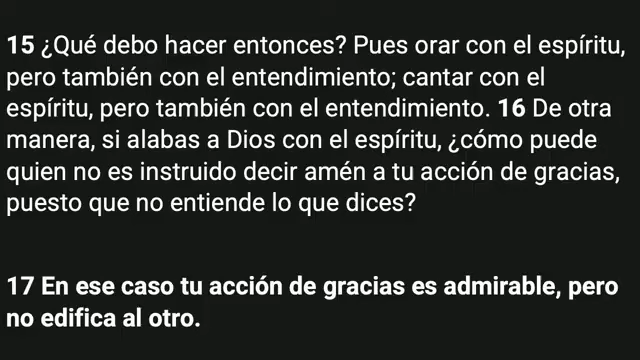 15 ¿Qué debo hacer entonces? Pues orar con el espíritu,
pero también con el entendimiento; cantar con el
espíritu, pero también con el entendimiento. 16 De otra
manera, si alabas a Dios con el espíritu, ¿cómo puede
quien no es instruido decir amén a tu acción de gracias,
puesto que no entiende lo que dices?
17 En ese caso tu acción de gracias es admirable, pero
no edifica al otro.